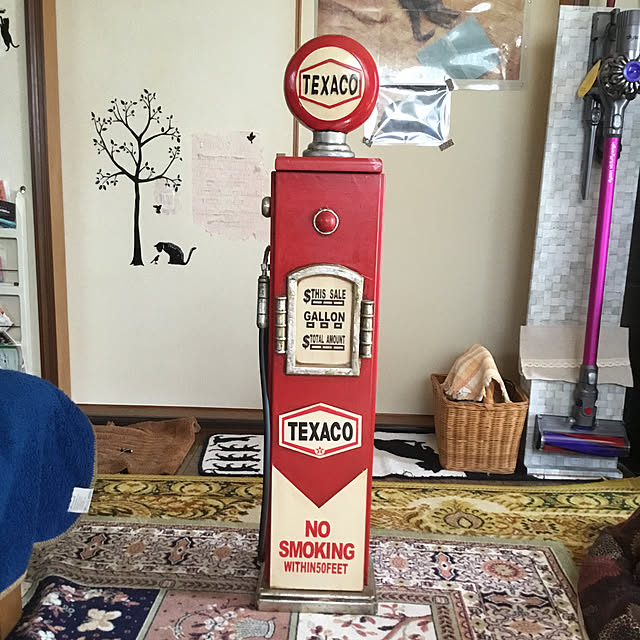 TEXACO
$THIS SALE
GALLON
$TOTAL AMOUNT
TEXACO
NO
SMOKING
WITHIN50FEET